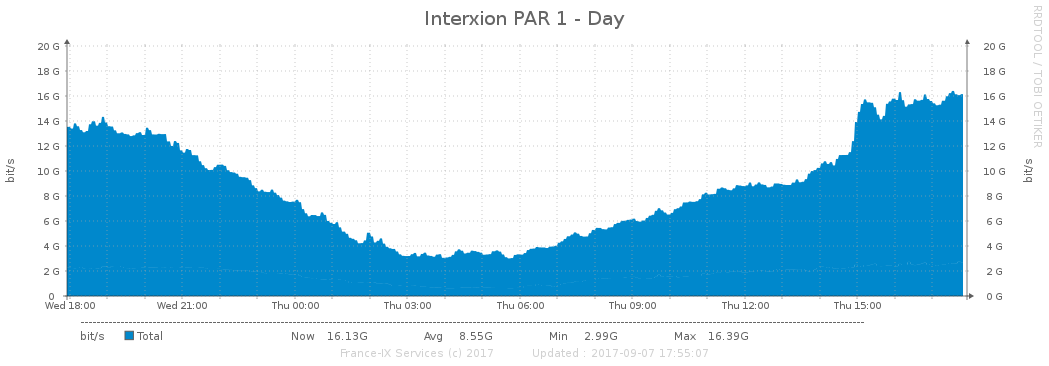 Interxion PAR 1 - Day
RRDTOOL / TOBI OETIKER
bit/s
bit/s
20 G 20 G
18 G 18 G
16 G 16 G
14 G 14 G
12 G 12 G
10 G 10 G
8 G 8 G
6 G 6 G
4 G 4 G
2 G 2 G
0 0 G
Wed 18:00 Wed 21:00 Thu 00:00 Thu 03:00 Thu 06:00 Thu 09:00 Thu 12:00 Thu 15:00
bit/s Total Now 16.13G Avg 8.55G Min 2.99G Max 16.39G
France-IX Services (c) 2017 Updated : 2017-09-07 17:55:07